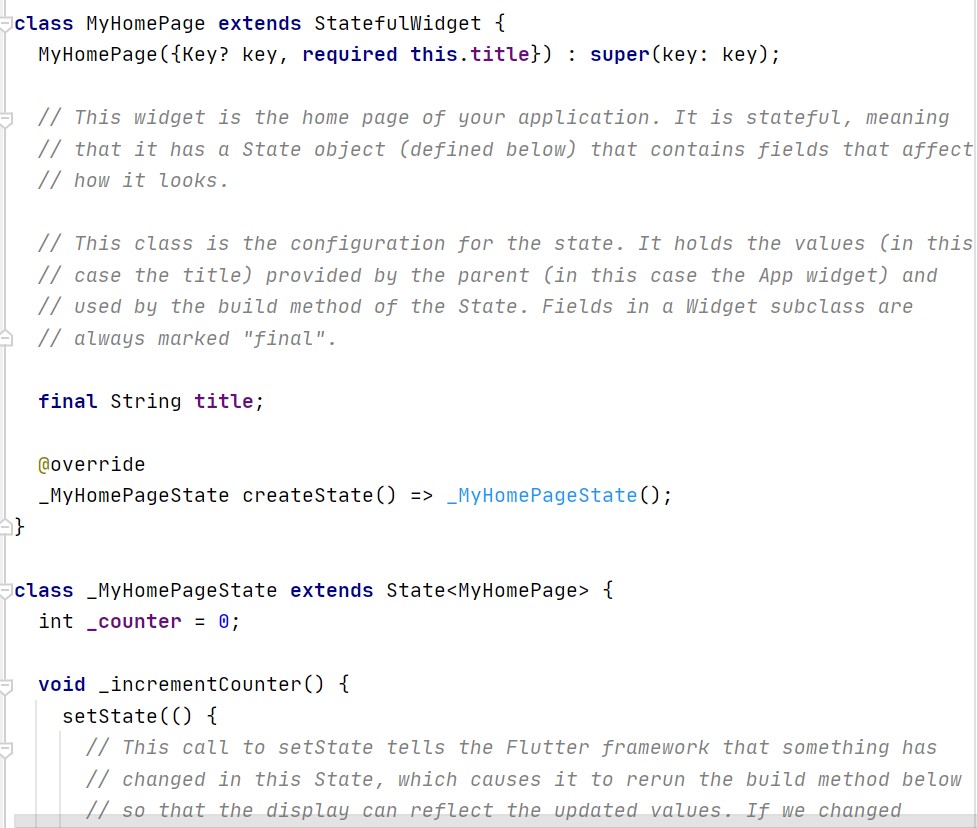 class MyHomePage extends StatefulWidget {
  MyHomePage({Key? key, required this.title}) : super(key: key);

  // This widget is the home page of your application. It is stateful, meaning
  // that it has a State object (defined below) that contains fields that affect
  // how it looks.

  // This class is the configuration for the state. It holds the values (in this
  // case the title) provided by the parent (in this case the App widget) and
  // used by the build method of the State. Fields in a Widget subclass are
  // always marked "final".

  final String title;

  @override
  _MyHomePageState createState() => _MyHomePageState();
}

class _MyHomePageState extends State<MyHomePage> {
  int _counter = 0;

  void _incrementCounter() {
    setState(() {
      // This call to setState tells the Flutter framework that something has
      // changed in this State, which causes it to rerun the build method below
      // so that the display can reflect the updated values. If we changed